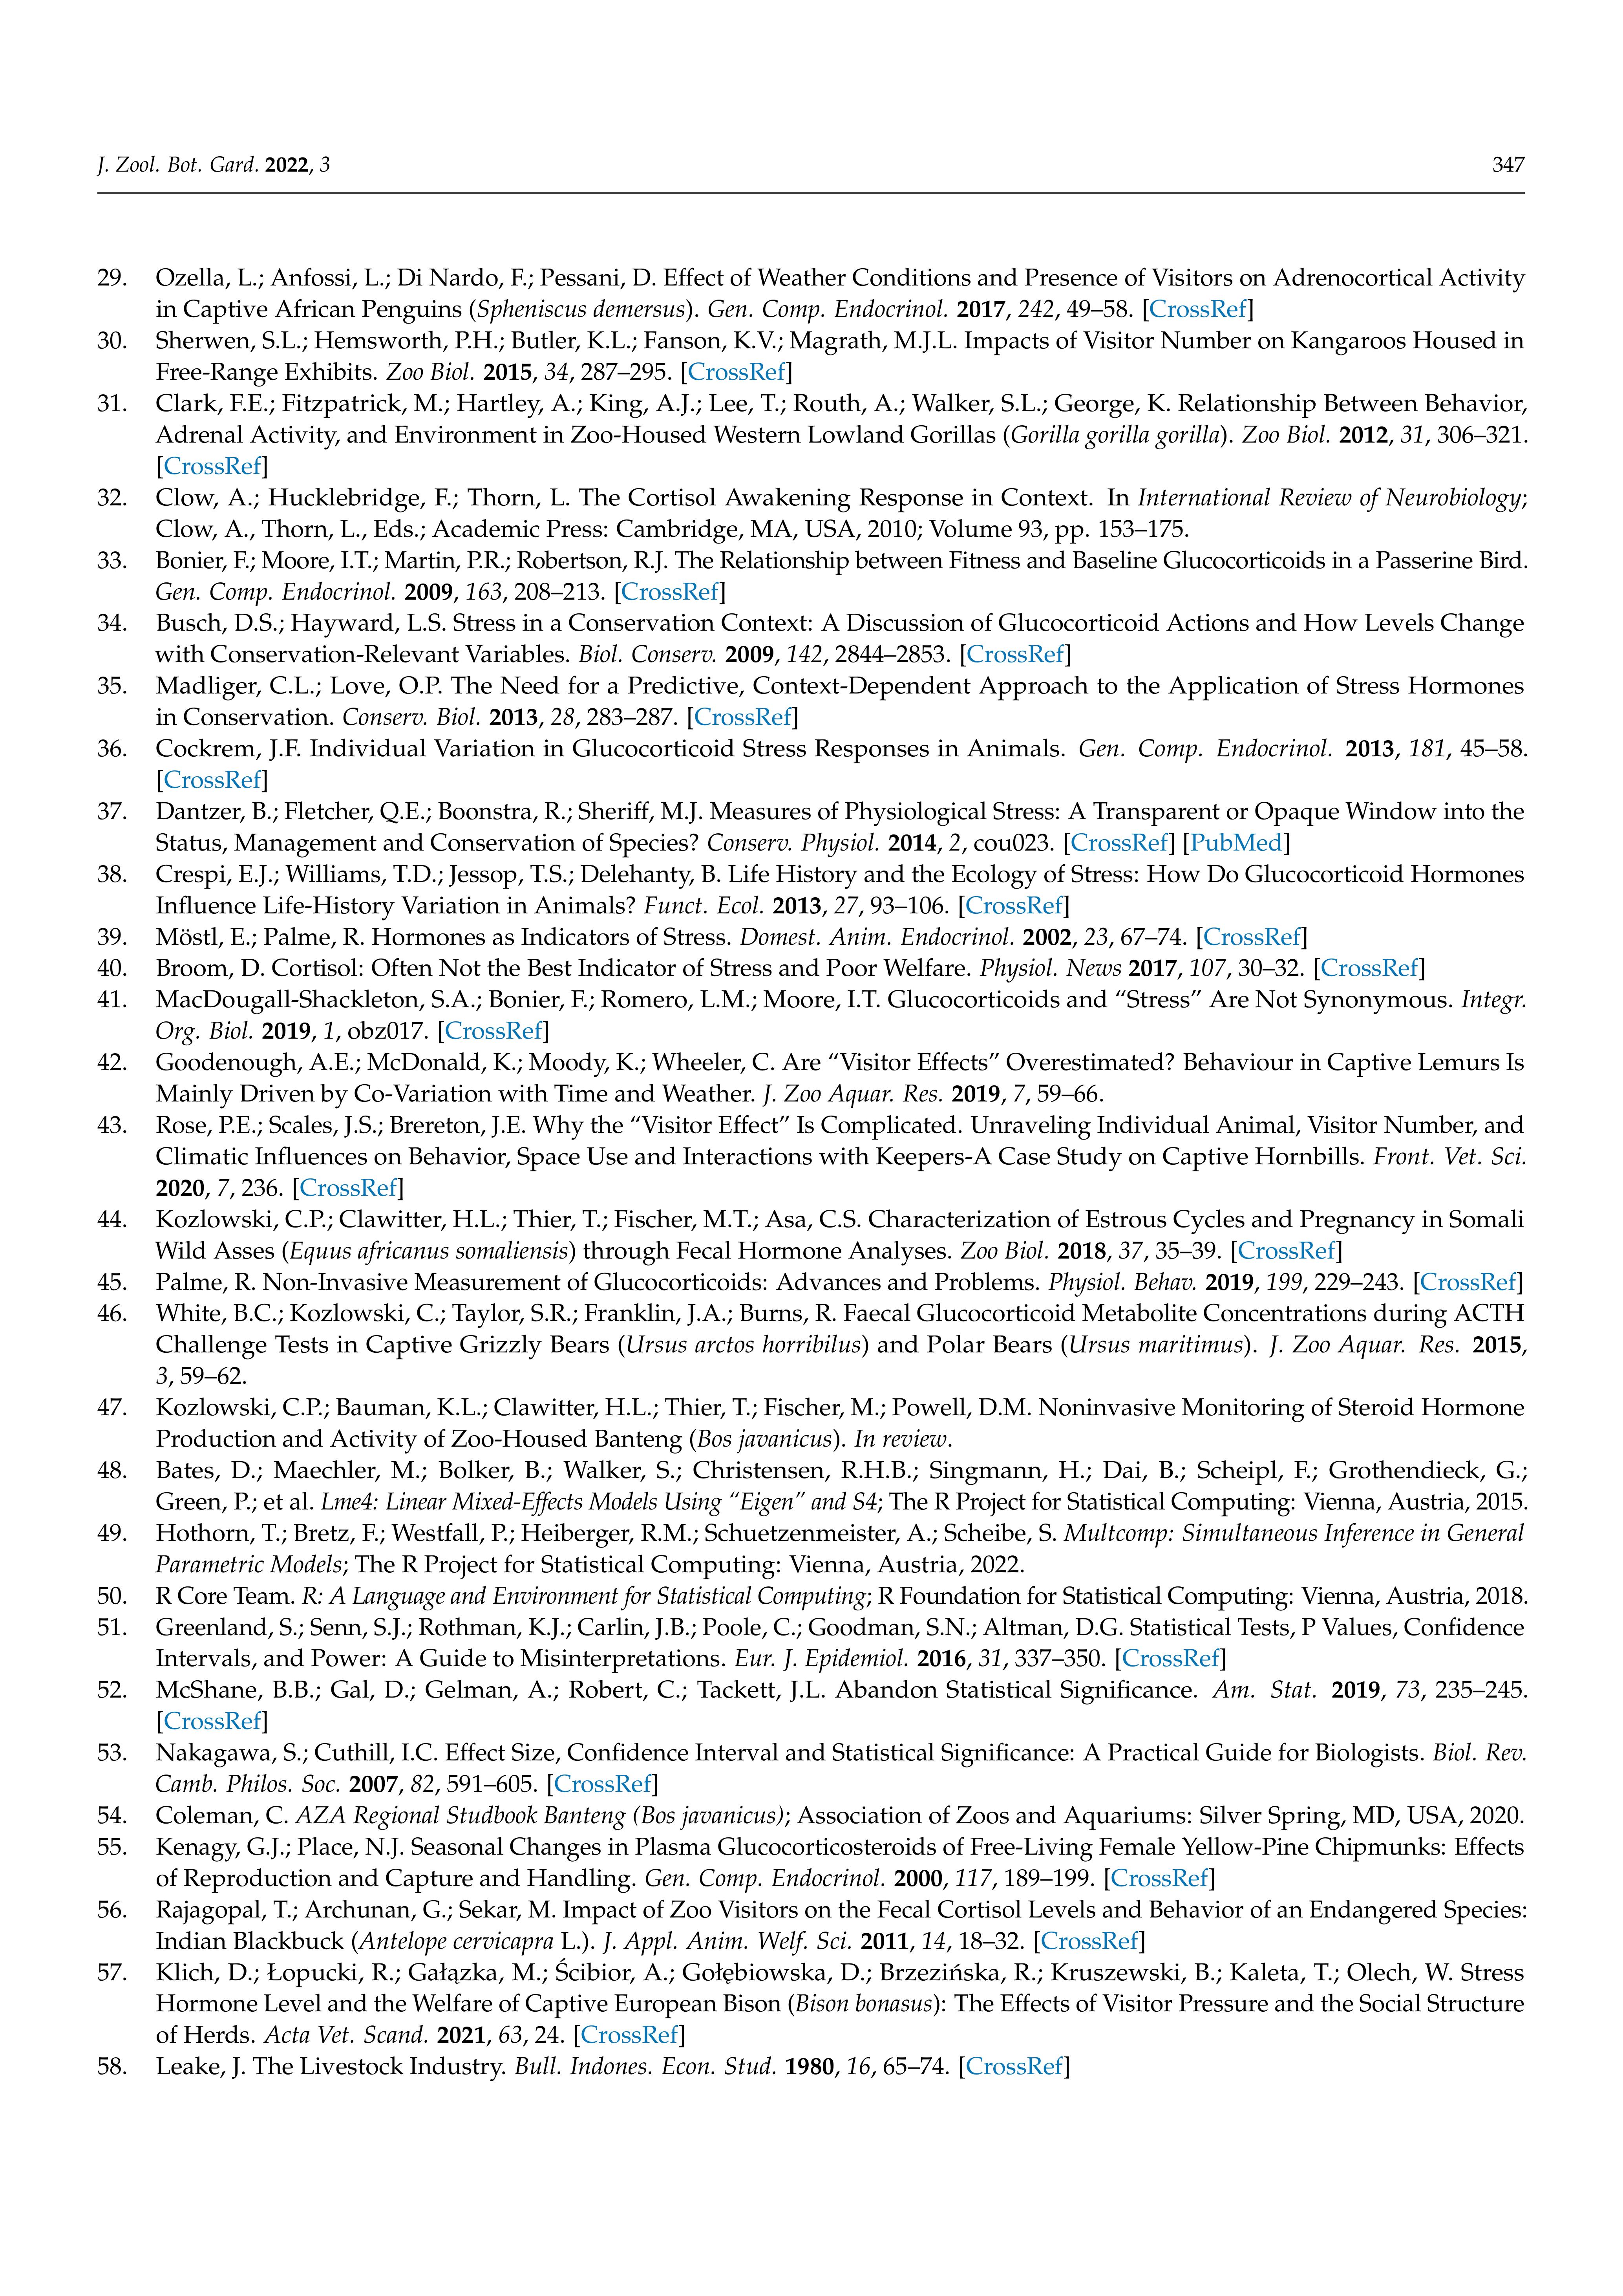 J. Zool. Bot. Gard. 2022, 3
347
29. Ozella, L.; Anfossi, L.; Di Nardo, F.; Pessani, D. Effect of Weather Conditions and Presence of Visitors on Adrenocortical Activity
in Captive African Penguins (Spheniscus demersus). Gen. Comp. Endocrinol. 2017, 242, 49–58. [CrossRef]
30. Sherwen, S.L.; Hemsworth, P.H.; Butler, K.L.; Fanson, K.V.; Magrath, M.J.L. Impacts of Visitor Number on Kangaroos Housed in
Free-Range Exhibits. Zoo Biol. 2015, 34, 287–295. [CrossRef]
31. Clark, F.E.; Fitzpatrick, M.; Hartley, A.; King, A.J.; Lee, T.; Routh, A.; Walker, S.L.; George, K. Relationship Between Behavior,
Adrenal Activity, and Environment in Zoo-Housed Western Lowland Gorillas (Gorilla gorilla gorilla). Zoo Biol. 2012, 31, 306–321.
[CrossRef]
32. Clow, A.; Hucklebridge, F.; Thorn, L. The Cortisol Awakening Response in Context. In International Review of Neurobiology;
Clow, A., Thorn, L., Eds.; Academic Press: Cambridge, MA, USA, 2010; Volume 93, pp. 153–175.
33. Bonier, F.; Moore, I.T.; Martin, P.R.; Robertson, R.J. The Relationship between Fitness and Baseline Glucocorticoids in a Passerine Bird.
Gen. Comp. Endocrinol. 2009, 163, 208–213. [CrossRef]
34. Busch, D.S.; Hayward, L.S. Stress in a Conservation Context: A Discussion of Glucocorticoid Actions and How Levels Change
with Conservation-Relevant Variables. Biol. Conserv. 2009, 142, 2844–2853. [CrossRef]
35. Madliger, C.L.; Love, O.P. The Need for a Predictive, Context-Dependent Approach to the Application of Stress Hormones
in Conservation. Conserv. Biol. 2013, 28, 283–287. [CrossRef]
36. Cockrem, J.F. Individual Variation in Glucocorticoid Stress Responses in Animals. Gen. Comp. Endocrinol. 2013, 181, 45–58.
[CrossRef]
37. Dantzer, B.; Fletcher, Q.E.; Boonstra, R.; Sheriff, M.J. Measures of Physiological Stress: A Transparent or Opaque Window into the
Status, Management and Conservation of Species? Conserv. Physiol. 2014, 2, cou023. [CrossRef] [PubMed]
38. Crespi, E.J.; Williams, T.D.; Jessop, T.S.; Delehanty, B. Life History and the Ecology of Stress: How Do Glucocorticoid Hormones
Influence Life-History Variation in Animals? Funct. Ecol. 2013, 27, 93–106. [CrossRef]
39. Möstl, E.; Palme, R. Hormones as Indicators of Stress. Domest. Anim. Endocrinol. 2002, 23, 67–74. [CrossRef]
40. Broom, D. Cortisol: Often Not the Best Indicator of Stress and Poor Welfare. Physiol. News 2017, 107, 30–32. [CrossRef]
41. MacDougall-Shackleton, S.A.; Bonier, F.; Romero, L.M.; Moore, I.T. Glucocorticoids and “Stress” Are Not Synonymous. Integr.
Org. Biol. 2019, 1, obz017. [CrossRef]
42. Goodenough, A.E.; McDonald, K.; Moody, K.; Wheeler, C. Are “Visitor Effects” Overestimated? Behaviour in Captive Lemurs Is
Mainly Driven by Co-Variation with Time and Weather. J. Zoo Aquar. Res. 2019, 7, 59–66.
43. Rose, P.E.; Scales, J.S.; Brereton, J.E. Why the “Visitor Effect” Is Complicated. Unraveling Individual Animal, Visitor Number, and
Climatic Influences on Behavior, Space Use and Interactions with Keepers-A Case Study on Captive Hornbills. Front. Vet. Sci.
2020, 7, 236. [CrossRef]
44. Kozlowski, C.P.; Clawitter, H.L.; Thier, T.; Fischer, M.T.; Asa, C.S. Characterization of Estrous Cycles and Pregnancy in Somali
Wild Asses (Equus africanus somaliensis) through Fecal Hormone Analyses. Zoo Biol. 2018, 37, 35–39. [CrossRef]
45. Palme, R. Non-Invasive Measurement of Glucocorticoids: Advances and Problems. Physiol. Behav. 2019, 199, 229–243. [CrossRef]
46. White, B.C.; Kozlowski, C.; Taylor, S.R.; Franklin, J.A.; Burns, R. Faecal Glucocorticoid Metabolite Concentrations during ACTH
Challenge Tests in Captive Grizzly Bears (Ursus arctos horribilus) and Polar Bears (Ursus maritimus). J. Zoo Aquar. Res. 2015,
3, 59–62.
47. Kozlowski, C.P.; Bauman, K.L.; Clawitter, H.L.; Thier, T.; Fischer, M.; Powell, D.M. Noninvasive Monitoring of Steroid Hormone
Production and Activity of Zoo-Housed Banteng (Bos javanicus). In review.
48. Bates, D.; Maechler, M.; Bolker, B.; Walker, S.; Christensen, R.H.B.; Singmann, H.; Dai, B.; Scheipl, F.; Grothendieck, G.;
Green, P.; et al. Lme4: Linear Mixed-Effects Models Using “Eigen” and S4; The R Project for Statistical Computing: Vienna, Austria, 2015.
49. Hothorn, T.; Bretz, F.; Westfall, P.; Heiberger, R.M.; Schuetzenmeister, A.; Scheibe, S. Multcomp: Simultaneous Inference in General
Parametric Models; The R Project for Statistical Computing: Vienna, Austria, 2022.
50. R Core Team. R: A Language and Environment for Statistical Computing; R Foundation for Statistical Computing: Vienna, Austria, 2018.
51. Greenland, S.; Senn, S.J.; Rothman, K.J.; Carlin, J.B.; Poole, C.; Goodman, S.N.; Altman, D.G. Statistical Tests, P Values, Confidence
Intervals, and Power: A Guide to Misinterpretations. Eur. J. Epidemiol. 2016, 31, 337–350. [CrossRef]
52. McShane, B.B.; Gal, D.; Gelman, A.; Robert, C.; Tackett, J.L. Abandon Statistical Significance. Am. Stat. 2019, 73, 235–245.
[CrossRef]
53. Nakagawa, S.; Cuthill, I.C. Effect Size, Confidence Interval and Statistical Significance: A Practical Guide for Biologists. Biol. Rev.
Camb. Philos. Soc. 2007, 82, 591–605. [CrossRef]
54. Coleman, C. AZA Regional Studbook Banteng (Bos javanicus); Association of Zoos and Aquariums: Silver Spring, MD, USA, 2020.
55. Kenagy, G.J.; Place, N.J. Seasonal Changes in Plasma Glucocorticosteroids of Free-Living Female Yellow-Pine Chipmunks: Effects
of Reproduction and Capture and Handling. Gen. Comp. Endocrinol. 2000, 117, 189–199. [CrossRef]
56. Rajagopal, T.; Archunan, G.; Sekar, M. Impact of Zoo Visitors on the Fecal Cortisol Levels and Behavior of an Endangered Species:
Indian Blackbuck (Antelope cervicapra L.). J. Appl. Anim. Welf. Sci. 2011, 14, 18–32. [CrossRef]
57. Klich, D.; Łopucki, R.; Gałązka, M.; Ścibior, A.; Gołębiowska, D.; Brzezińska, R.; Kruszewski, B.; Kaleta, T.; Olech, W. Stress
Hormone Level and the Welfare of Captive European Bison (Bison bonasus): The Effects of Visitor Pressure and the Social Structure
of Herds. Acta Vet. Scand. 2021, 63, 24. [CrossRef]
58. Leake, J. The Livestock Industry. Bull. Indones. Econ. Stud. 1980, 16, 65–74. [CrossRef]